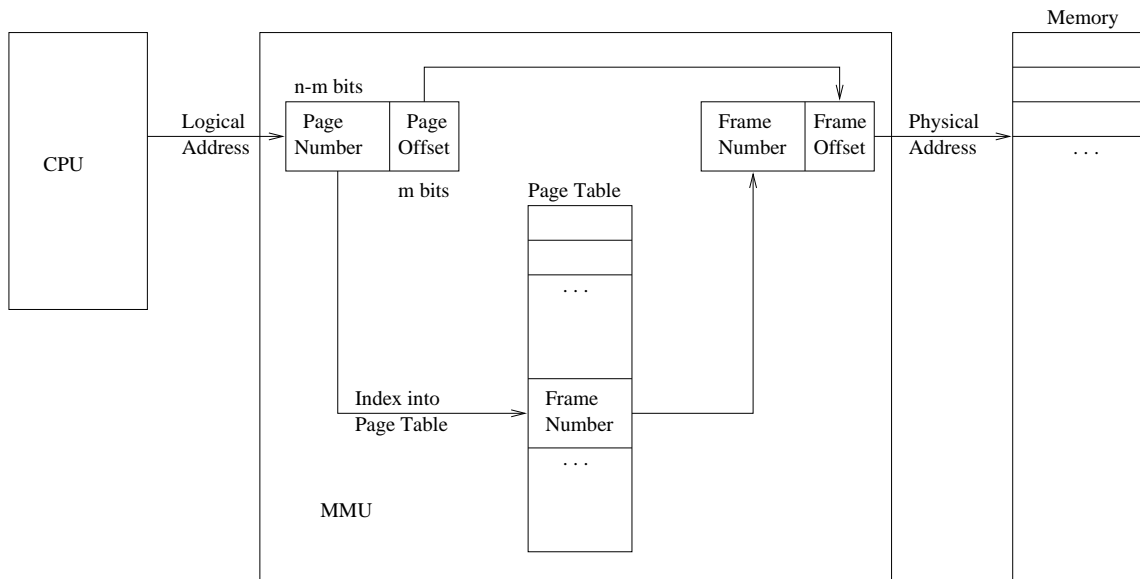 Memory
n-m bits
Logical
Address
Page
Number
Page
Offset
Frame
Number
Frame
Offset
Physical
Address
CPU
. . .
m bits
Page Table
. . .
Index into
Page Table
Frame
Number
. . .
MMU